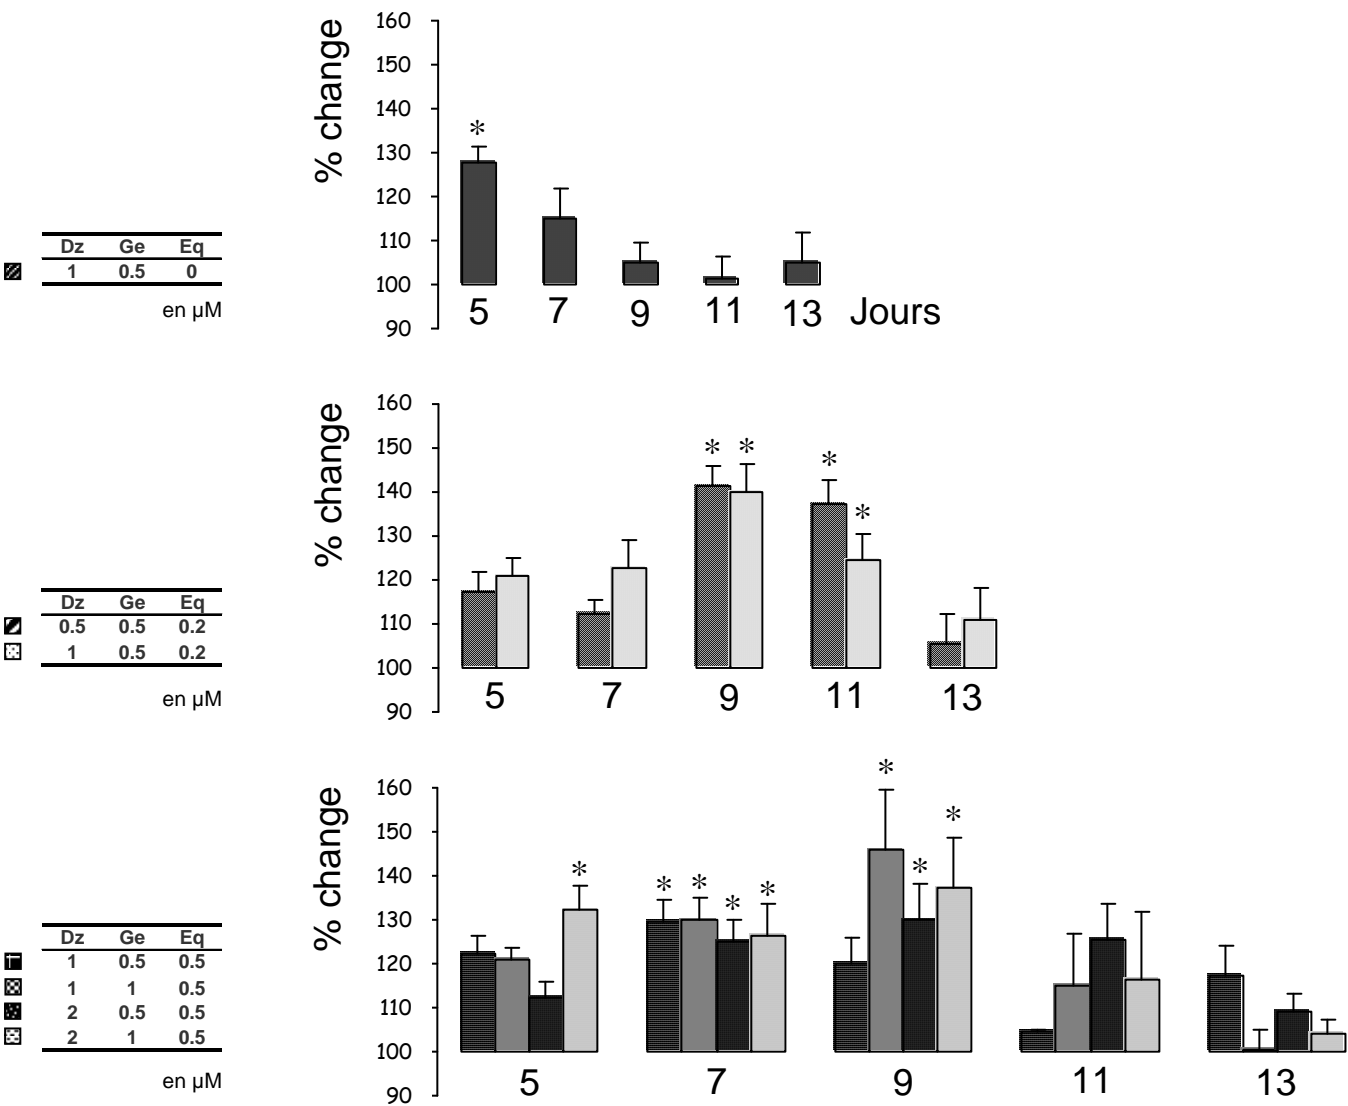 % change
160
150
140
130
120
110
100
90
*
5 7 9 11 13 Jours
Dz Ge Eq
1 0.5 0
en µM
% change
160
150
140
130
120
110
100
90
* * * *
5 7 9 11 13
Dz Ge Eq
0.5 0.5 0.2
1 0.5 0.2
en µM
% change
160
150
140
130
120
110
100
90
* * * * * * * *
5 7 9 11 13
Dz Ge Eq
1 0.5 0.5
1 1 0.5
2 0.5 0.5
2 1 0.5
en µM